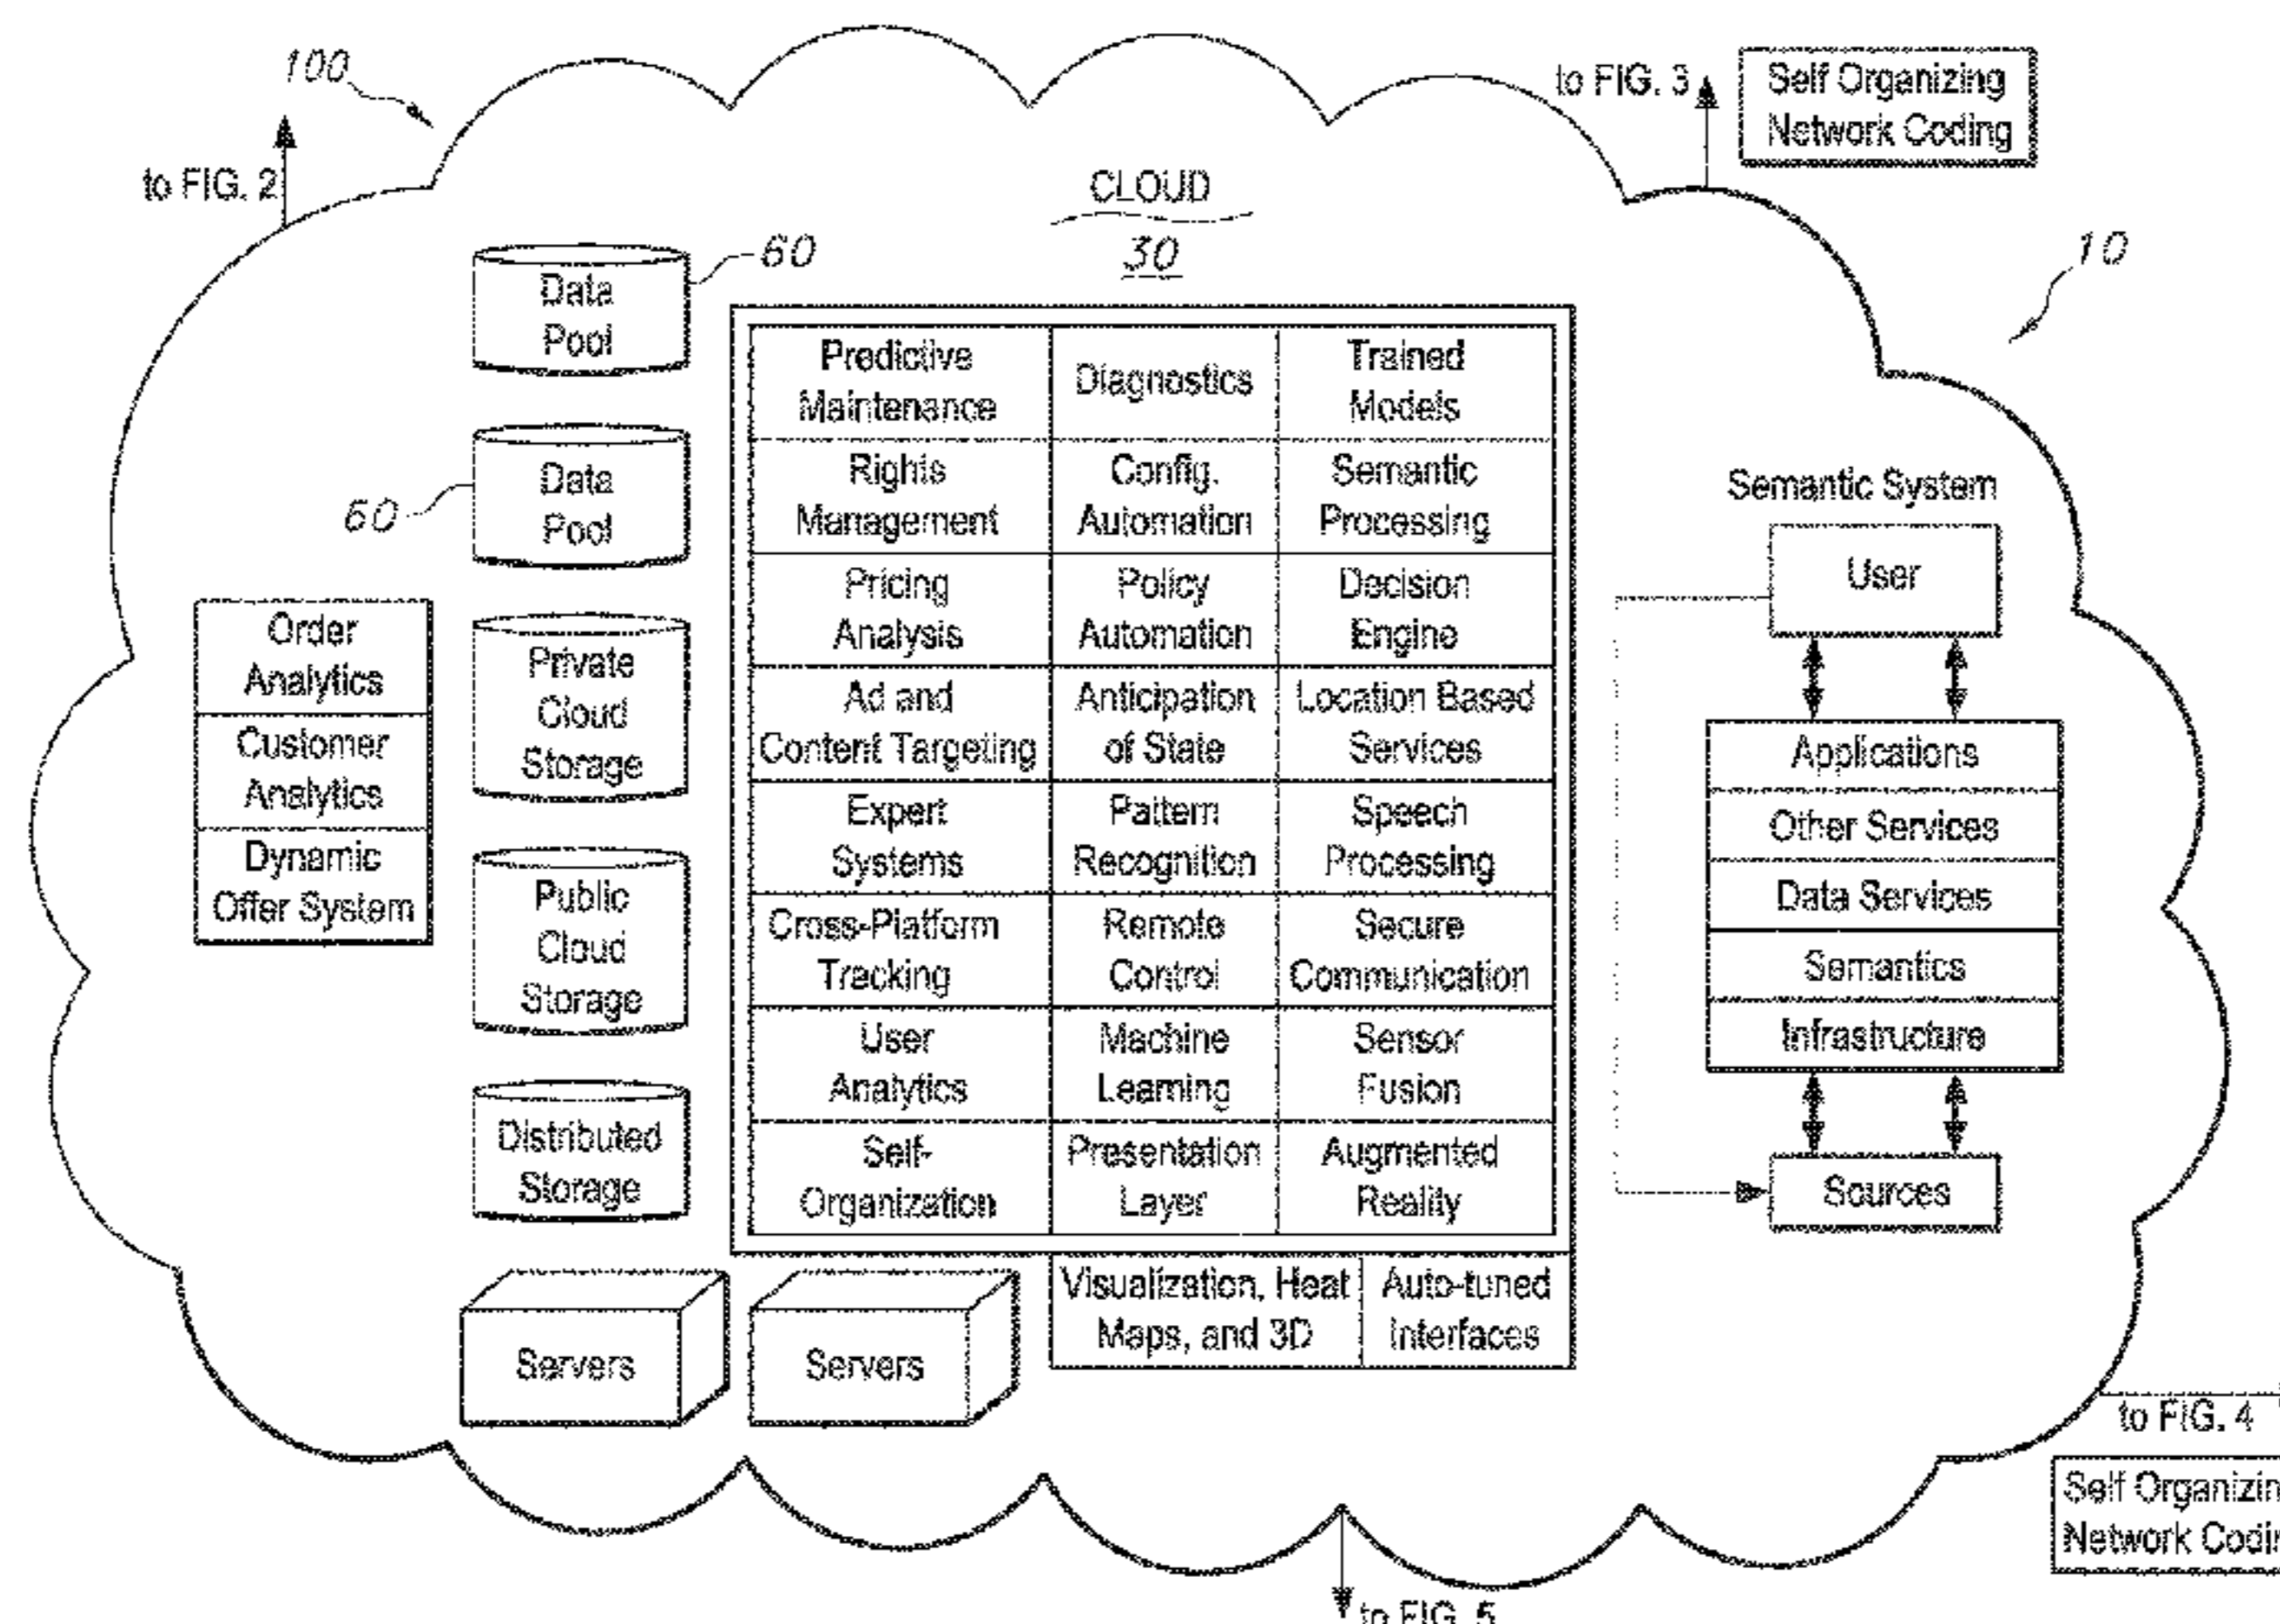 100
to FIG. 2
to FIG. 3
Self Organizing
Network Coding
CLOUD
30
10
60
Data
Pool
60
Data
Pool
Private
Cloud
Storage
Public
Cloud
Storage
Distributed
Storage
Order
Analytics
Customer
Analytics
Dynamic
Offer System
Predictive
Maintenance
Diagnostics
Trained
Models
Rights
Management
Config.
Automation
Semantic
Processing
Pricing
Analysis
Policy
Automation
Decision
Engine
Ad and
Content Targeting
Anticipation
of State
Location Based
Services
Expert
Systems
Pattern
Recognition
Speech
Processing
Cross-Platform
Tracking
Remote
Control
Secure
Communication
User
Analytics
Machine
Learning
Sensor
Fusion
Self-
Organization
Presentation
Layer
Augmented
Reality
Visualization, Heat
Maps, and 3D
Auto-tuned
Interfaces
Servers
Servers
Semantic System
User
Applications
Other Services
Data Services
Semantics
Infrastructure
Sources
to FIG. 4
Self Organizin
Network Codin
to FIG. 5